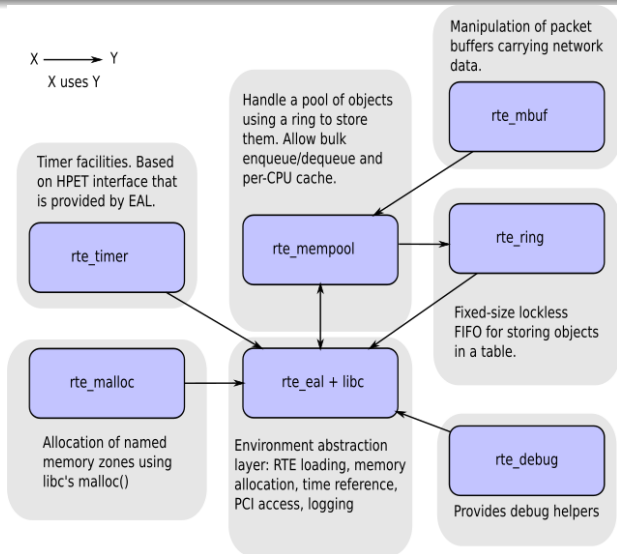 X
Y
X uses Y
Manipulation of packet
buffers carrying network
data.
rte_mbuf
Handle a pool of objects
using a ring to store
them. Allow bulk
enqueue/dequeue and
per-CPU cache.
rte_mempool
Timer facilities. Based
on HPET interface that
is provided by EAL.
rte_timer
rte_ring
Fixed-size lockless
FIFO for storing objects
in a table.
rte_malloc
Allocation of named
memory zones using
libc's malloc()
rte_eal + libc
Environment abstraction
layer: RTE loading, memory
allocation, time reference,
PCI access, logging
rte_debug
Provides debug helpers